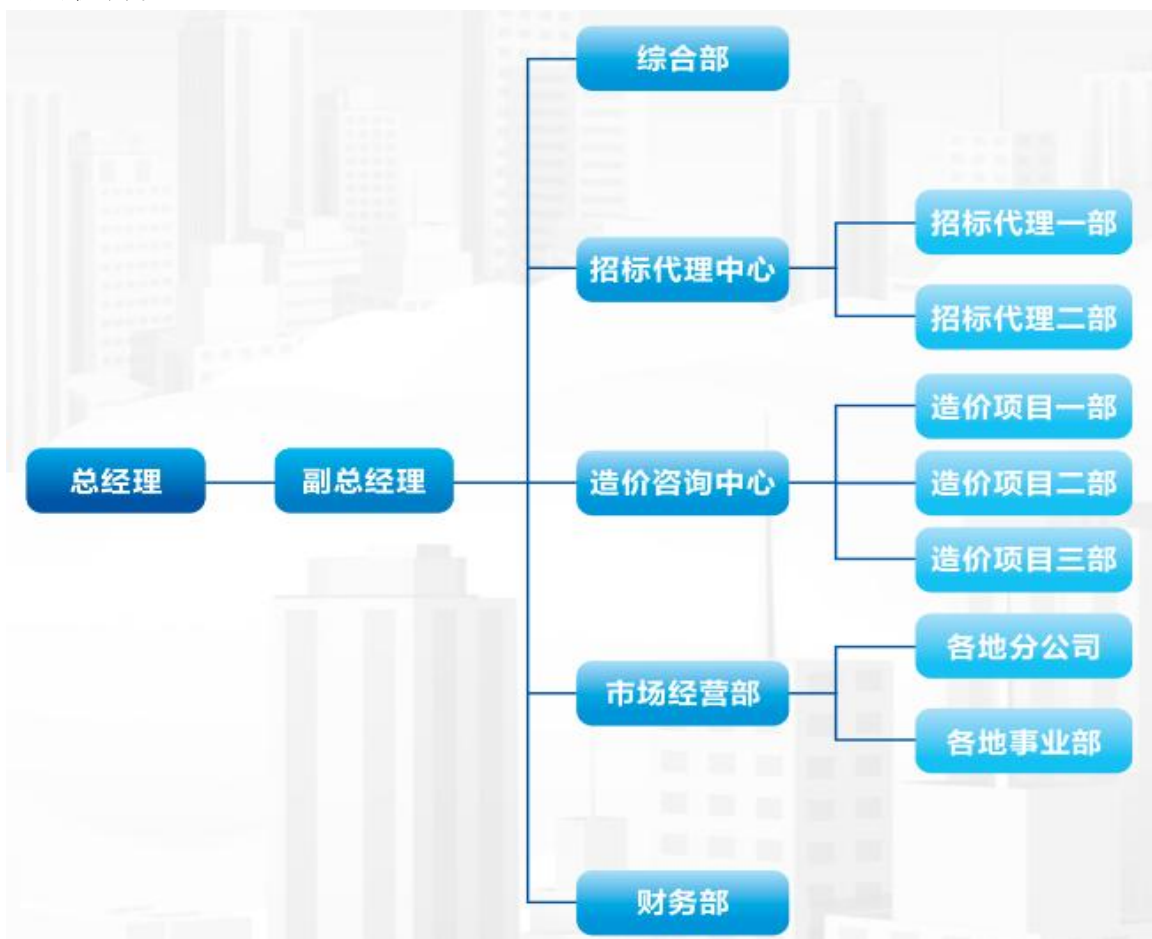 综合部
招标代理中心
招标代理一部
招标代理二部
总经理
副总经理
造价咨询中心
造价项目一部
造价项目二部
造价项目三部
市场经营部
各地分公司
各地事业部
财务部